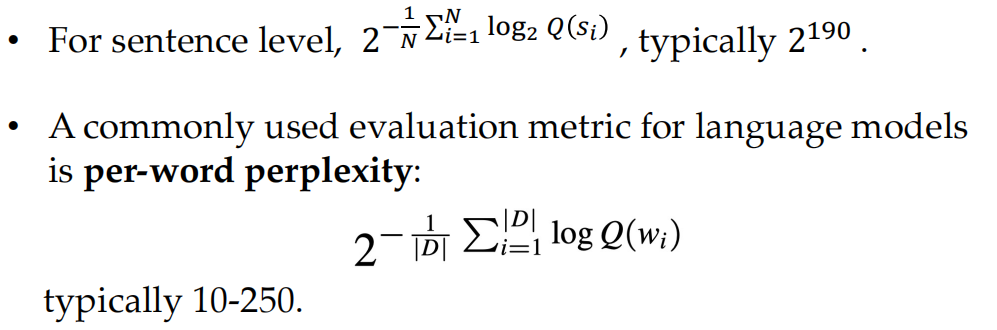 • For sentence level, $2^{-\frac{1}{N}\sum_{i=1}^{N}\log_2 Q(s_i)}$ , typically $2^{190}$ .
• A commonly used evaluation metric for language models
is per-word perplexity:
$2^{-\frac{1}{|D|}\sum_{i=1}^{|D|}\log Q(w_i)}$
typically 10-250.